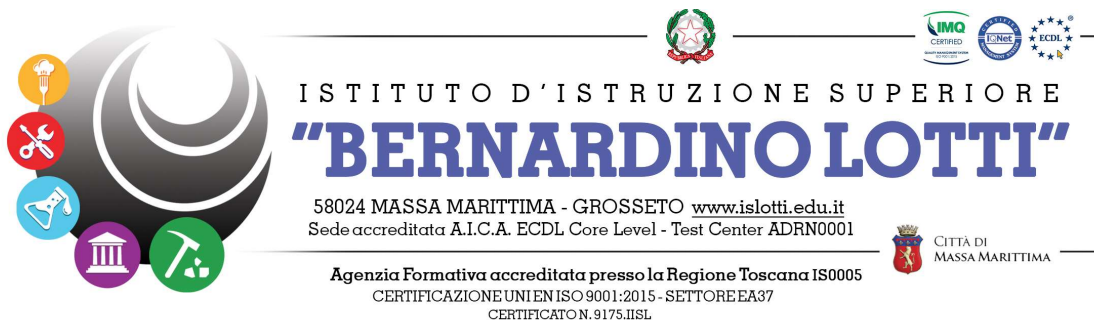 IMQ
CERTIFIED
IQNet
ECDL
ISTITUTO D'ISTRUZIONE SUPERIORE
"BERNARDINO LOTTI"
58024 MASSA MARITTIMA - GROSSETO www.islotti.edu.it
Sede accreditata A.I.C.A. ECDL Core Level - Test Center ADRN0001
CITTÀ DI
MASSA MARITTIMA
Agenzia Formativa accreditata presso la Regione Toscana IS0005
CERTIFICAZIONE UNI EN ISO 9001:2015 - SETTORE EA37
CERTIFICATO N. 9175.IISL